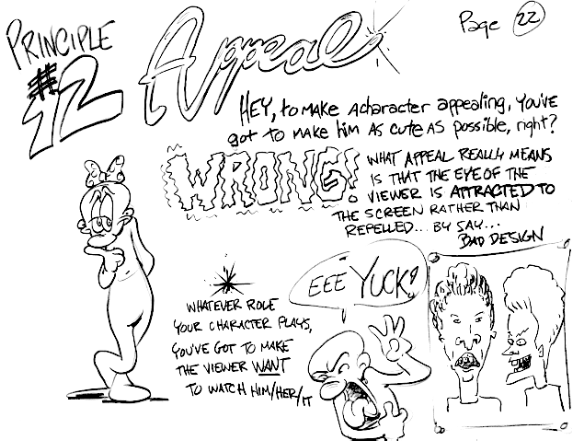 PRINCIPLE
#12
Appeal
Page 22
HEY, to make a character appealing, you've
got to make him as cute as possible, right?
WRONG!
WHAT APPEAL REALLY MEANS
IS THAT THE EYE OF THE
VIEWER IS ATTRACTED TO
THE SCREEN RATHER THAN
REPELLED... BY SAY...
BAD DESIGN
WHATEVER ROLE
YOUR CHARACTER PLAYS,
YOU'VE GOT TO MAKE
THE VIEWER WANT
TO WATCH HIM/HER/IT
EEE YUCK!